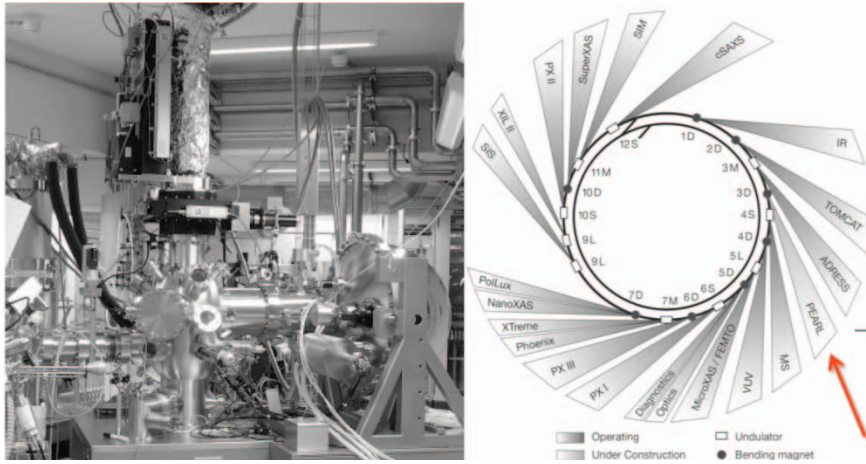 SIM
cSAXS
SuperXAS
PX II
XIL II
SIS
IR
TOMCAT
ADRESS
PEARL
MS
VUV
MicroXAS / FEMTO
Optics
Diagnostics
PX I
PX III
Phoenix
XTreme
NanoXAS
PolLux
12S
1D
2D
3M
3D
4S
4D
5L
5D
6S
6D
7M
7D
9L
9L
10S
10D
11M
Operating
Undulator
Under Construction
Bending magnet